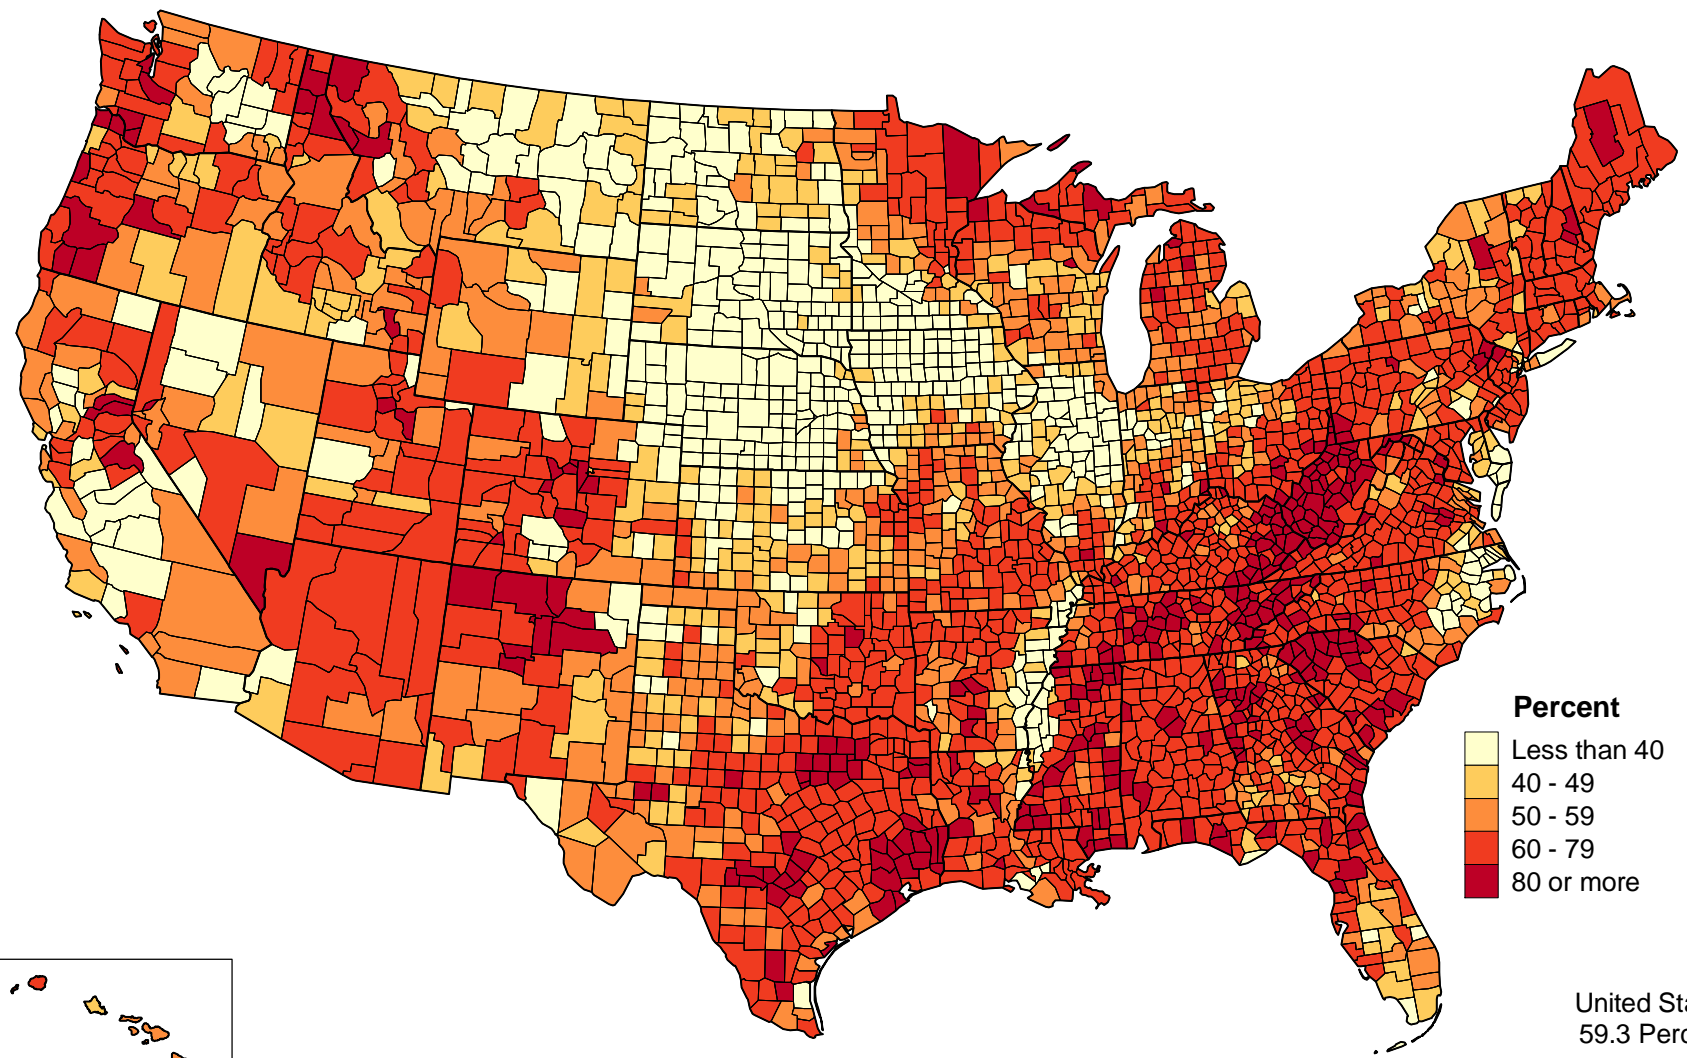 Percent
Less than 40
40 - 49
50 - 59
60 - 79
80 or more
United Sta
59.3 Perc